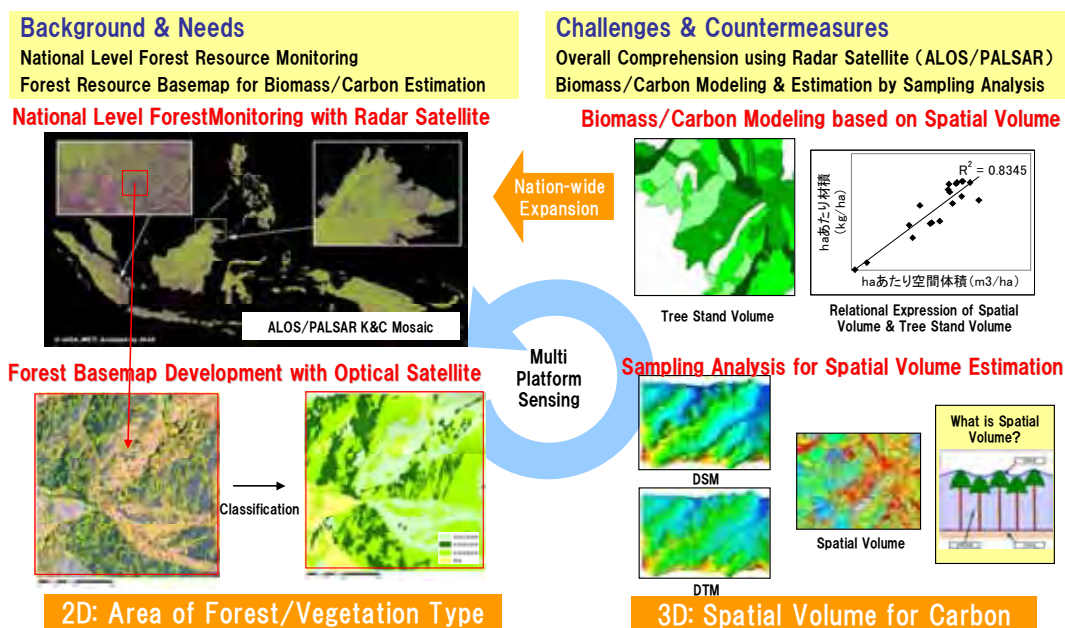 Background & Needs
National Level Forest Resource Monitoring
Forest Resource Basemap for Biomass/Carbon Estimation
National Level ForestMonitoring with Radar Satellite
ALOS/PALSAR K&C Mosaic
Forest Basemap Development with Optical Satellite
Classification
2D: Area of Forest/Vegetation Type
Nation-wide
Expansion
Multi
Platform
Sensing
Challenges & Countermeasures
Overall Comprehension using Radar Satellite (ALOS/PALSAR)
Biomass/Carbon Modeling & Estimation by Sampling Analysis
Biomass/Carbon Modeling based on Spatial Volume
Tree Stand Volume
R² = 0.8345
haあたり材積
(kg/ha)
haあたり空間体積(m3/ha)
Relational Expression of Spatial
Volume & Tree Stand Volume
Sampling Analysis for Spatial Volume Estimation
DSM
DTM
Spatial Volume
What is Spatial
Volume?
3D: Spatial Volume for Carbon